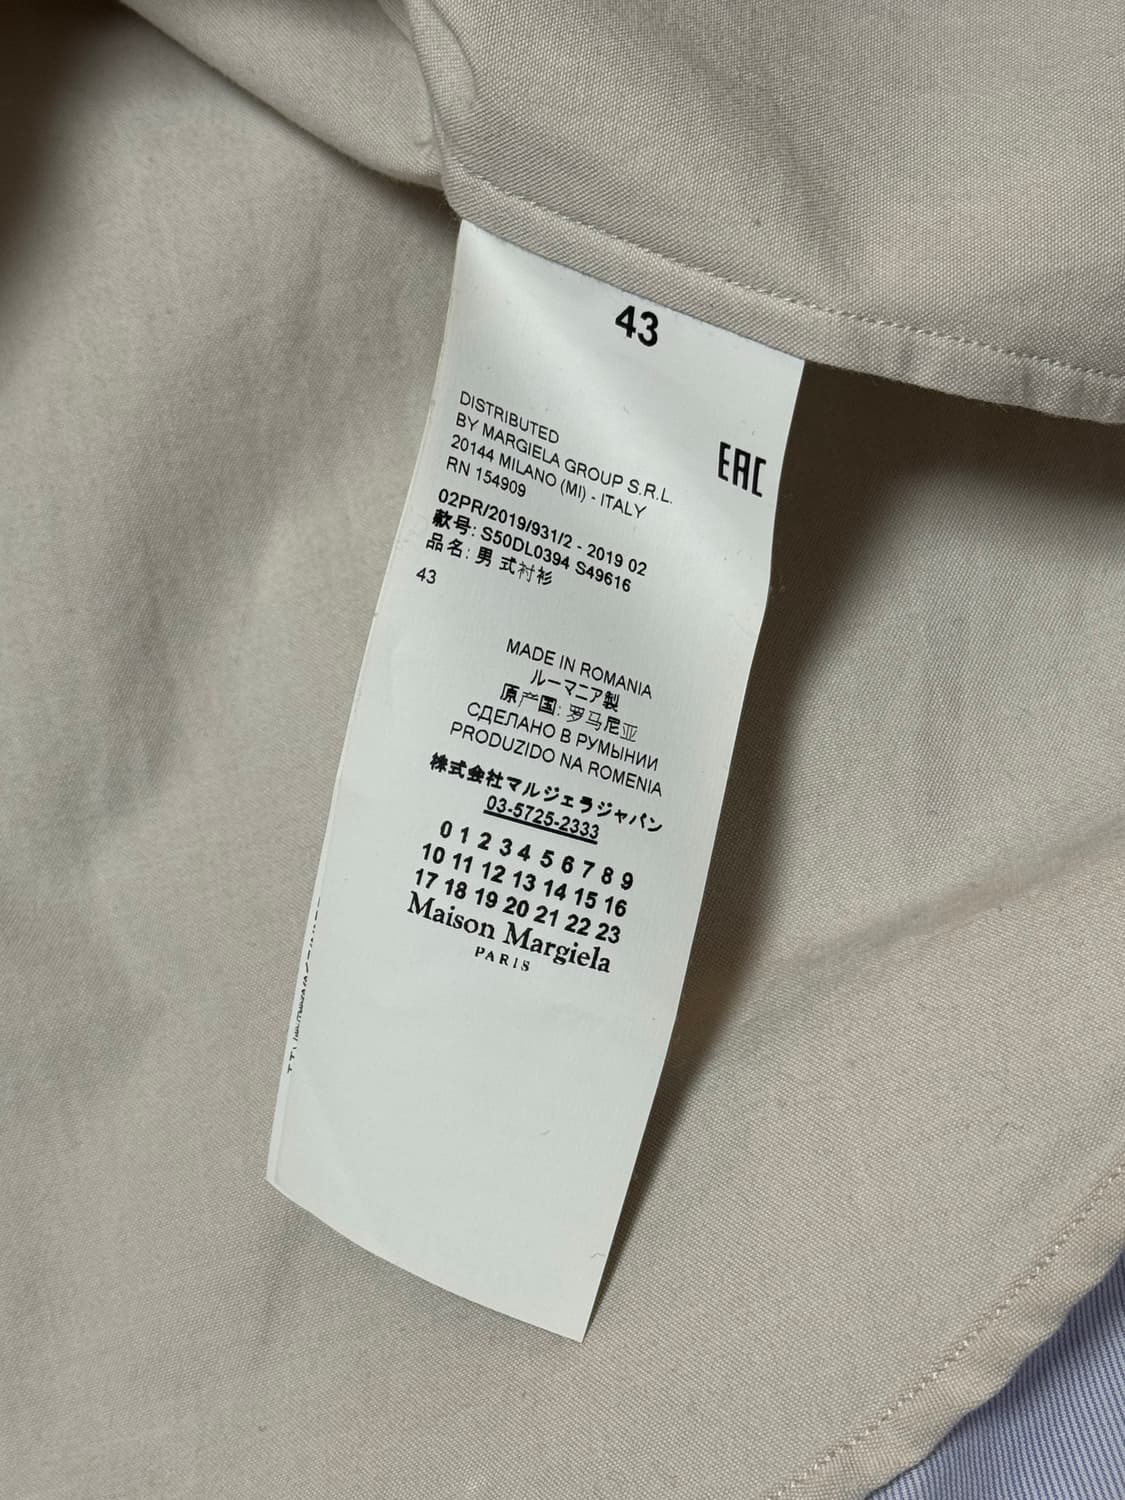 43
DISTRIBUTED
BY MARGIELA GROUP S.R.L.
20144 MILANO (MI) - ITALY
RN 154909
EAC
02PR/2019/931/2 - 2019 02
款号: S50DL0394 S49616
品名: 男 式衬衫
43
MADE IN ROMANIA
ルーマニア製
原产国: 罗马尼亚
СДЕЛАНО В РУМЫНИИ
PRODUZIDO NA ROMENIA
株式会社マルジェラジャパン
03-5725-2333
0 1 2 3 4 5 6 7 8 9
10 11 12 13 14 15 16
17 18 19 20 21 22 23
Maison Margiela
PARIS